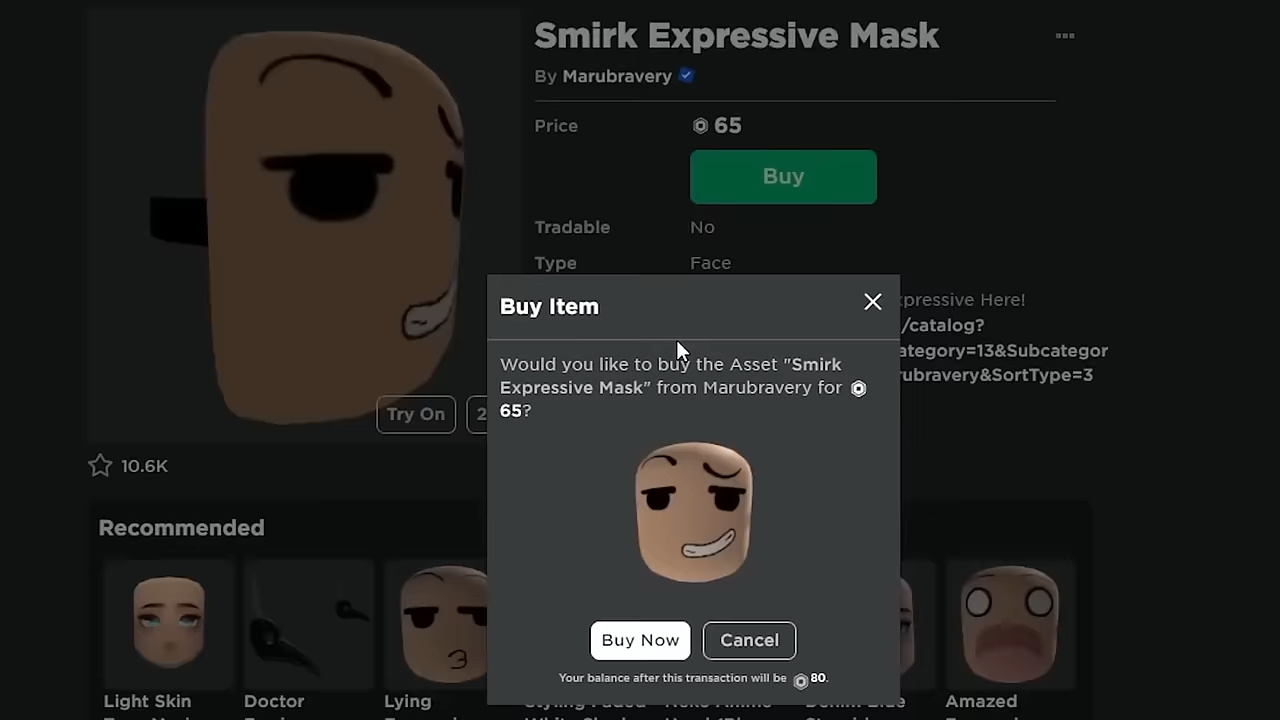 Smirk Expressive Mask
By Marubravery
Price
65
Buy
Tradable
No
Type
Face
Expressive Here!
/catalog?
ategory=13&Subcategor
rubravery&SortType=3
Try On
2
10.6K
Buy Item
Would you like to buy the Asset "Smirk
Expressive Mask" from Marubravery for
65?
Buy Now
Cancel
Your balance after this transaction will be 80.
Recommended
Light Skin
Doctor
Lying
Amazed